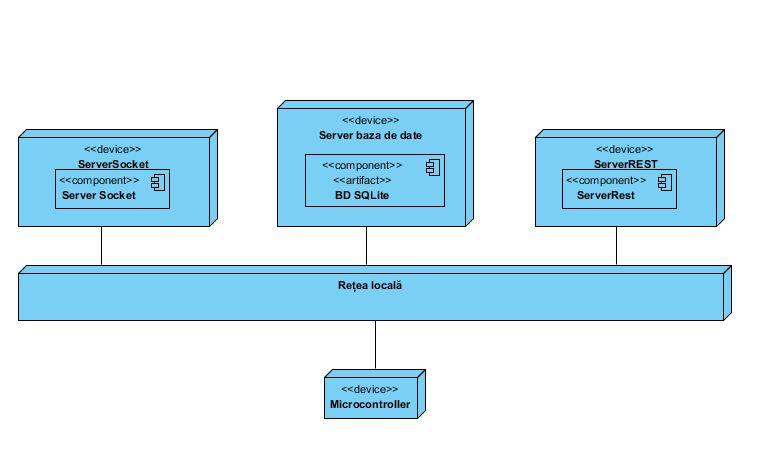 <<device>>
ServerSocket
<<component>>
Server Socket
<<device>>
Server baza de date
<<component>>
<<artifact>>
BD SQLite
<<device>>
ServerREST
<<component>>
ServerRest
Rețea locală
<<device>>
Microcontroller